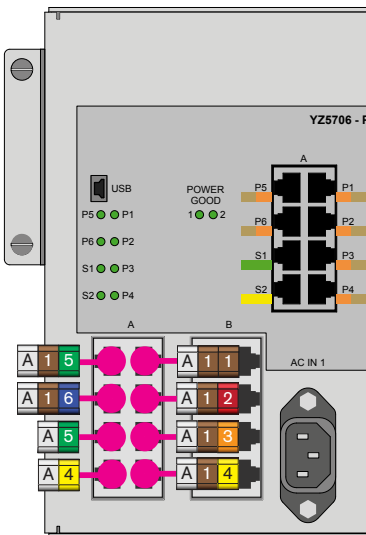 YZ5706 - P
A
USB
POWER
GOOD
1 2
P5 P1
P5 P1
P6 P2
P6 P2
S1 P3
S1 P3
S2 P4
S2 P4
A B
A 1 5 A 1 1
AC IN 1
A 1 6 A 1 2
A 5 A 1 3
A 4 A 1 4